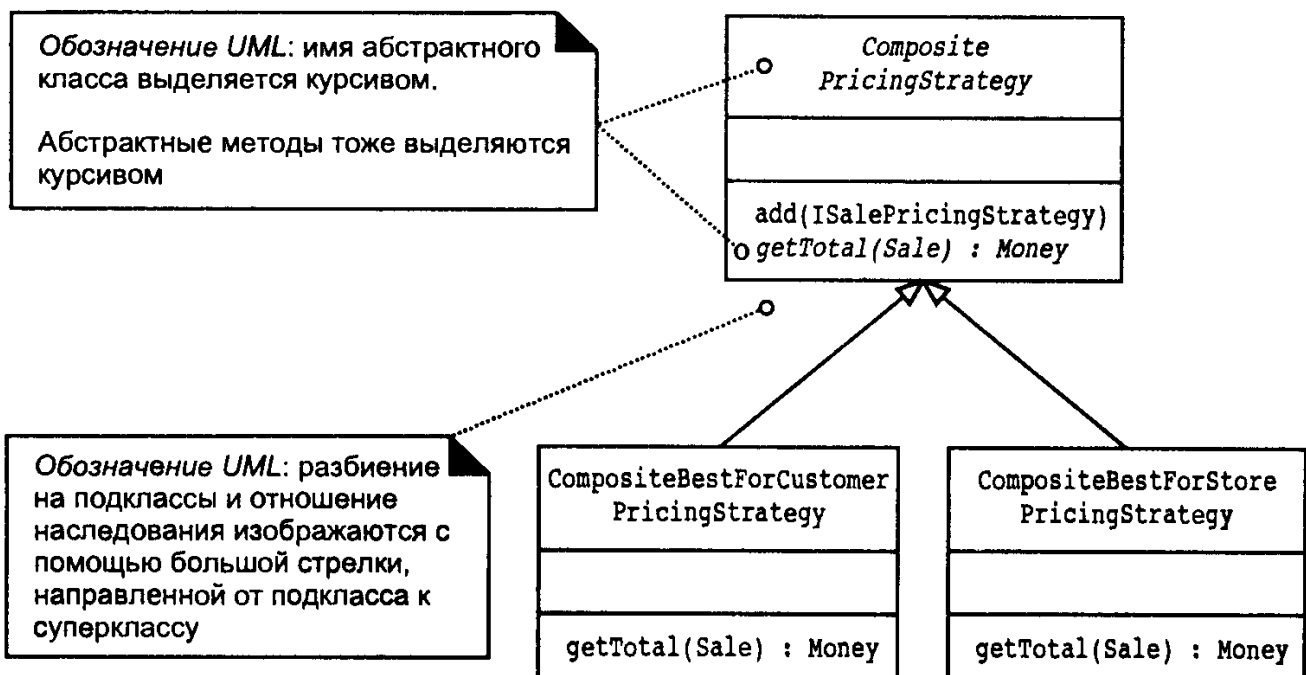 Обозначение UML: имя абстрактного
класса выделяется курсивом.
Абстрактные методы тоже выделяются
курсивом
Composite
PricingStrategy
add(ISalePricingStrategy)
getTotal(Sale) : Money
Обозначение UML: разбиение
на подклассы и отношение
наследования изображаются с
помощью большой стрелки,
направленной от подкласса к
суперклассу
CompositeBestForCustomer
PricingStrategy
getTotal(Sale) : Money
CompositeBestForStore
PricingStrategy
getTotal(Sale) : Money